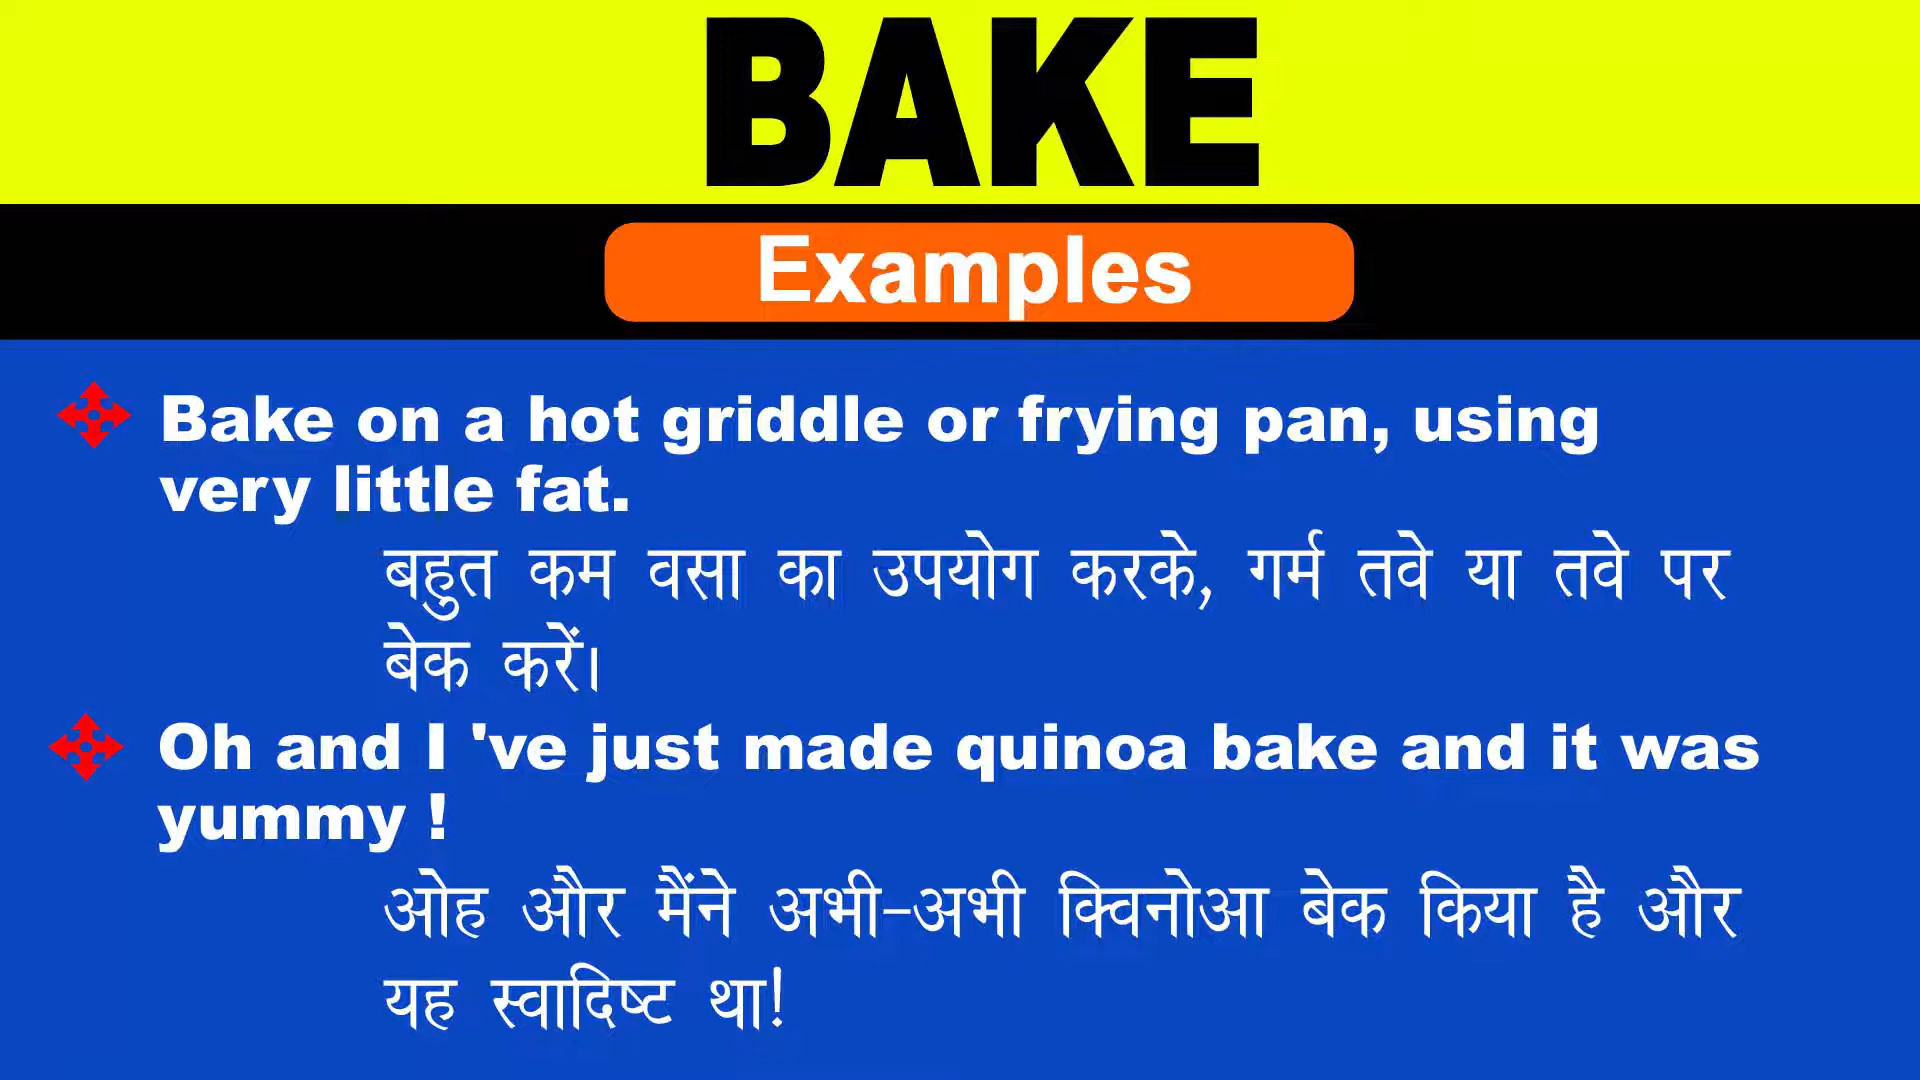 BAKE
Examples
Bake on a hot griddle or frying pan, using
very little fat.
बहुत कम वसा का उपयोग करके, गर्म तवे या तवे पर
बेक करें।
Oh and I 've just made quinoa bake and it was
yummy !
ओह और मैंने अभी-अभी क्विनोआ बेक किया है और
यह स्वादिष्ट था!